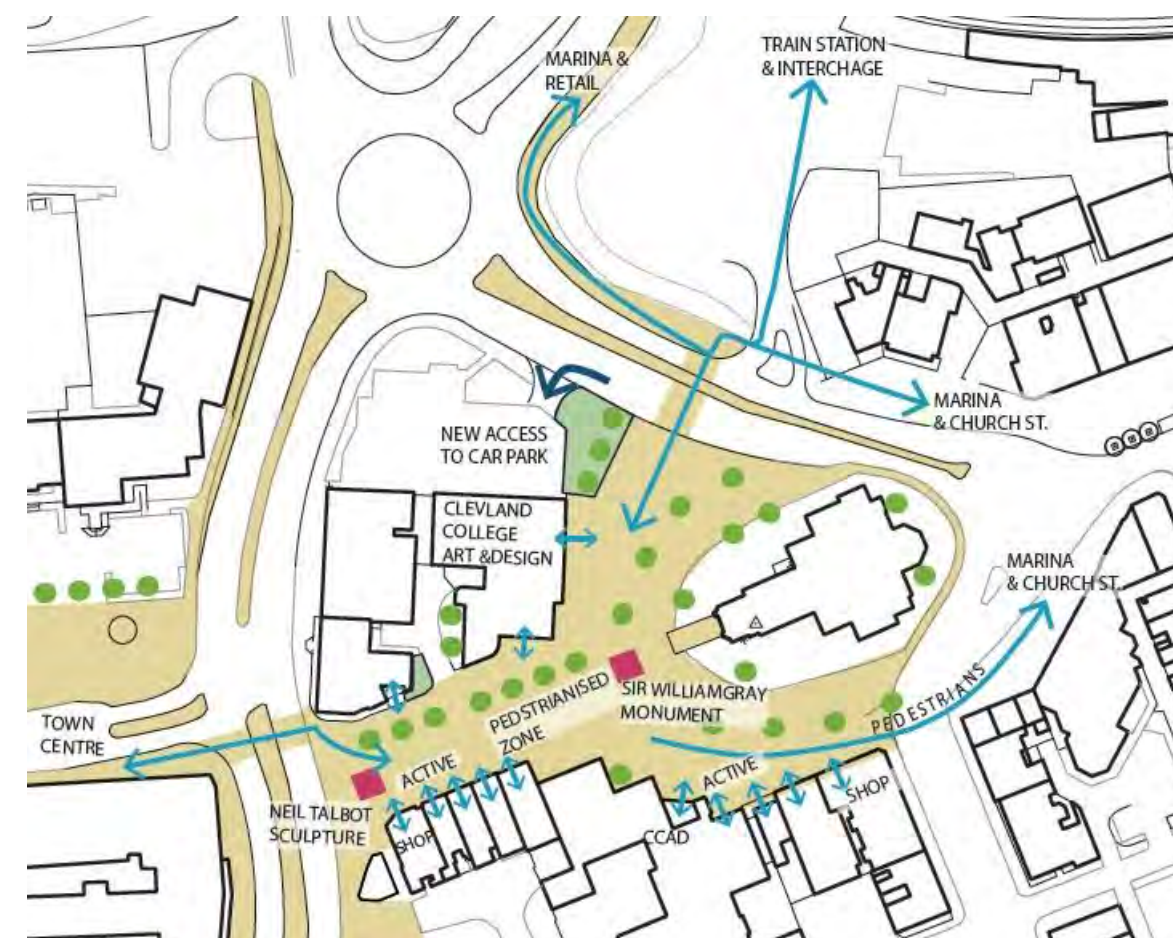 MARINA &
RETAIL
TRAIN STATION
& INTERCHAGE
MARINA
& CHURCH ST.
NEW ACCESS
TO CAR PARK
CLEVLAND
COLLEGE
ART &DESIGN
MARINA
& CHURCH ST.
PEDSTRIANISED
ZONE
SIR WILLIAMGRAY
MONUMENT
PEDESTRIANS
TOWN
CENTRE
ACTIVE
ACTIVE
NEIL TALBOT
SCULPTURE
SHOP
CCAD
SHOP